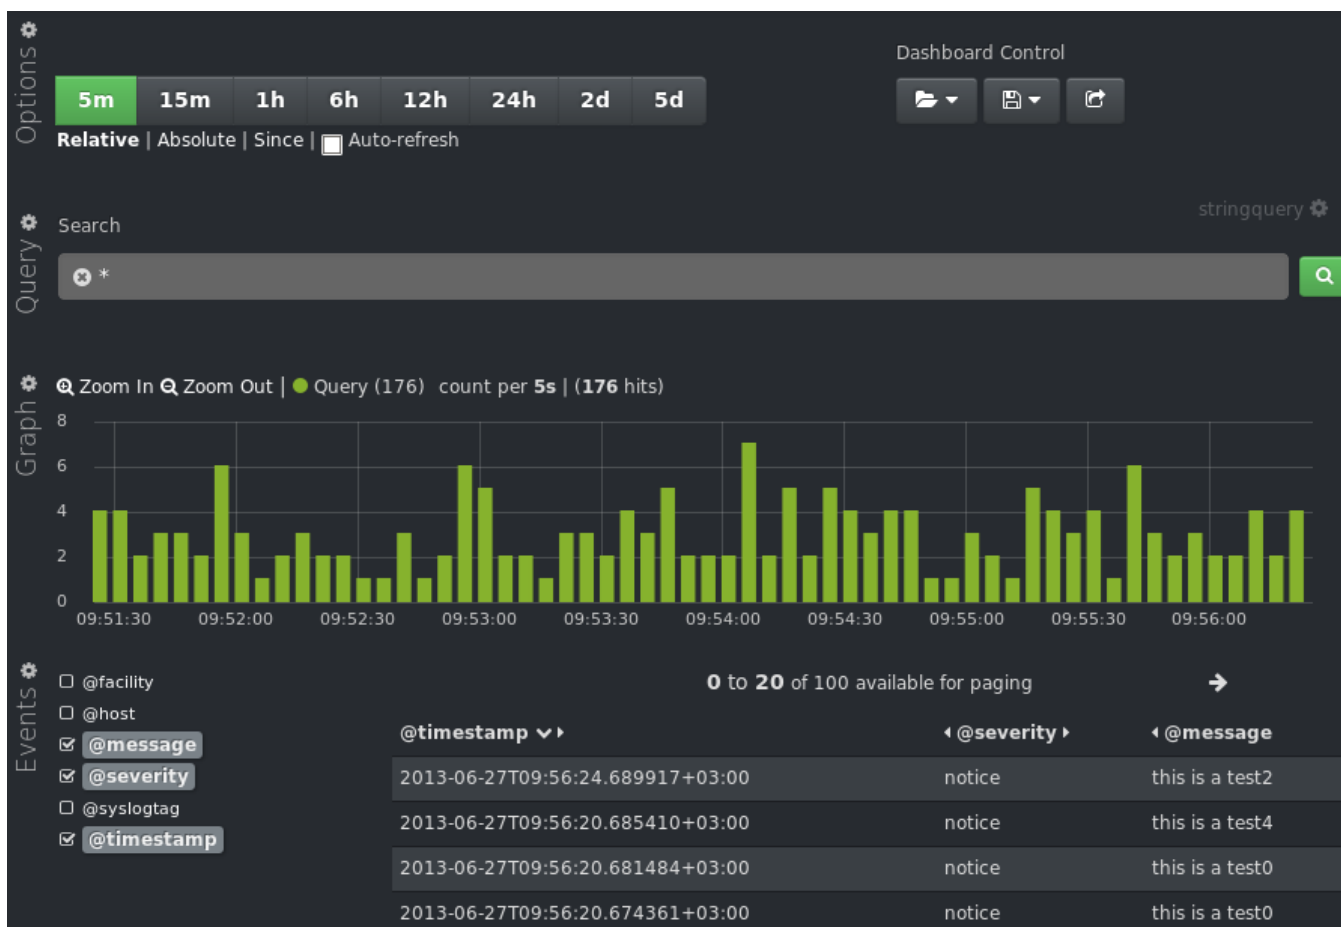 Options
Dashboard Control
5m 15m 1h 6h 12h 24h 2d 5d
Relative | Absolute | Since | Auto-refresh
stringquery
Query
Search
*
Graph
Zoom In Zoom Out | Query (176) count per 5s | (176 hits)
8
6
4
2
0
09:51:30 09:52:00 09:52:30 09:53:00 09:53:30 09:54:00 09:54:30 09:55:00 09:55:30 09:56:00
Events
@facility
@host
@message
@severity
@syslogtag
@timestamp
0 to 20 of 100 available for paging
@timestamp @severity @message
2013-06-27T09:56:24.689917+03:00 notice this is a test2
2013-06-27T09:56:20.685410+03:00 notice this is a test4
2013-06-27T09:56:20.681484+03:00 notice this is a test0
2013-06-27T09:56:20.674361+03:00 notice this is a test0